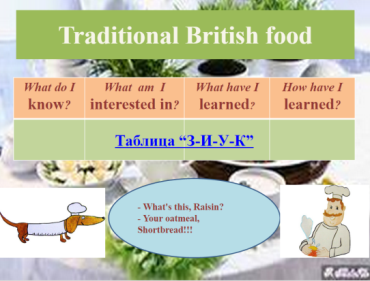 Traditional British food
What do I
know?
What am I
interested in?
What have I
learned?
How have I
learned?
Таблица “З-И-У-К”
- What's this, Raisin?
- Your oatmeal,
Shortbread!!!